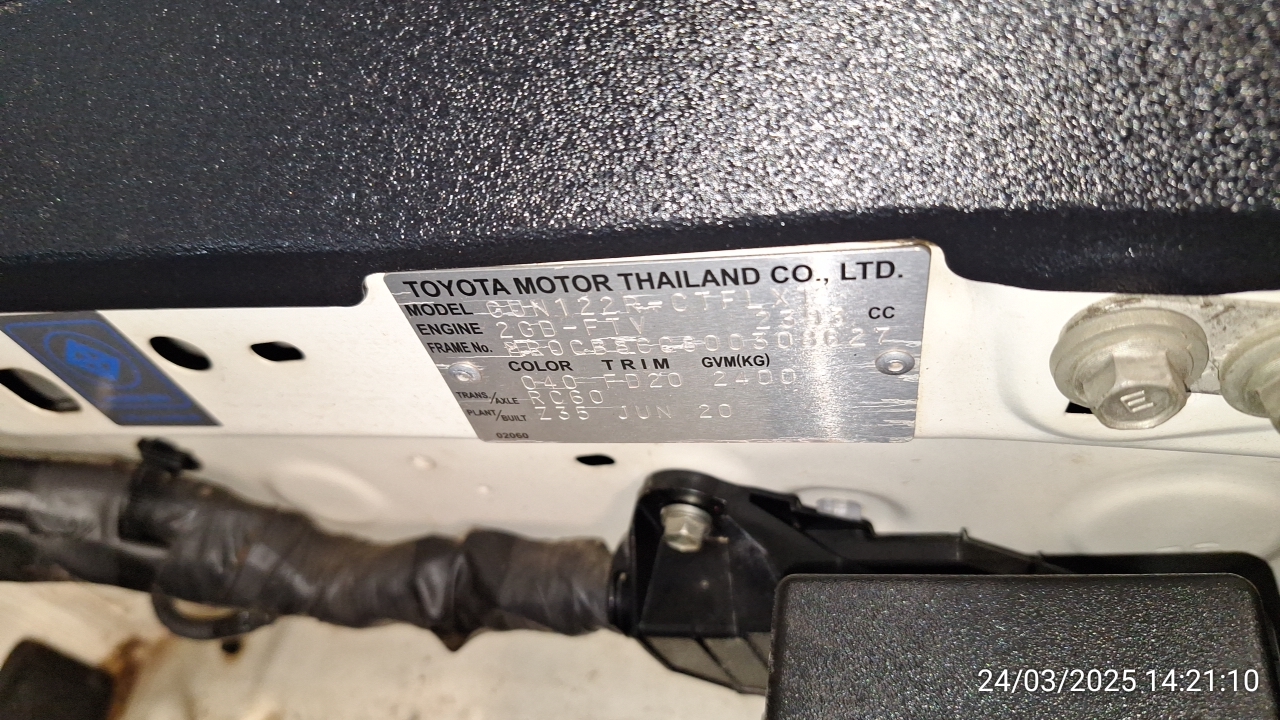 TOYOTA MOTOR THAILAND CO., LTD.
MODEL
ENGINE 2GD-FTV CC
FRAME No.
COLOR TRIM GVM(KG)
040 FD20 2400
TRANS./AXLE RC60
PLANT/BUILT JUN 20
02060
E
24/03/2025 14:21:10